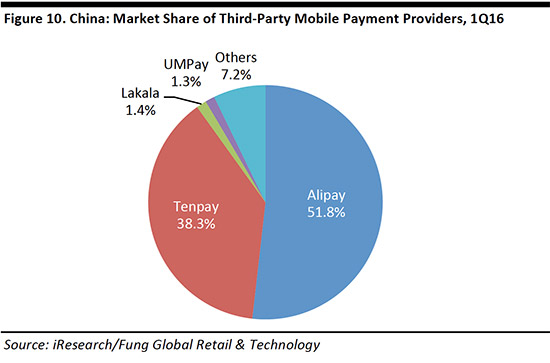 Figure 10. China: Market Share of Third-Party Mobile Payment Providers, 1Q16
Others
7.2%
UMPay
1.3%
Lakala
1.4%
Tenpay
38.3%
Alipay
51.8%
Source: iResearch/Fung Global Retail & Technology